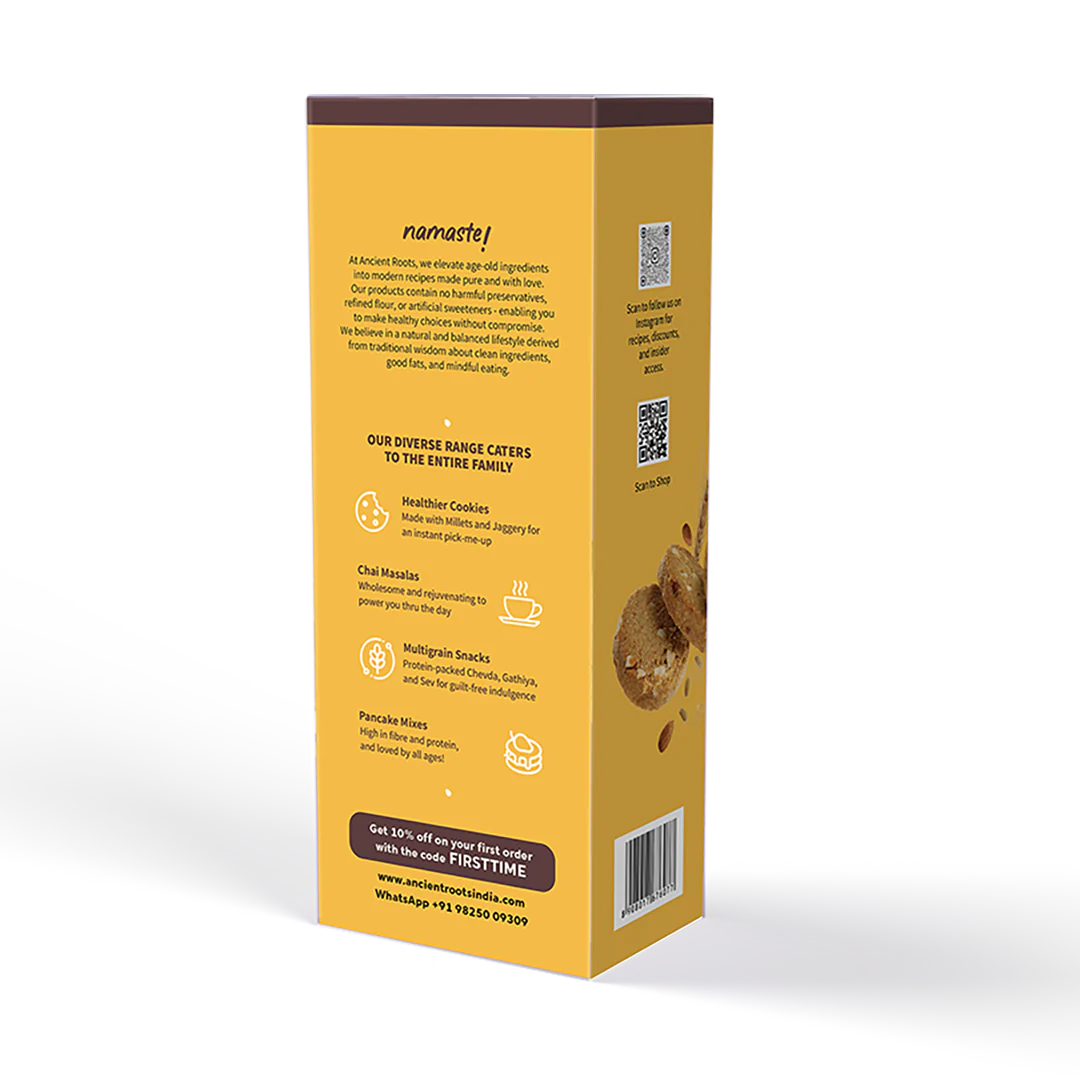 namaste!
At Ancient Roots, we elevate age-old ingredients
into modern recipes made pure and with love.
Our products contain no harmful preservatives,
refined flour, or artificial sweeteners - enabling you
to make healthy choices without compromise.
We believe in a natural and balanced lifestyle derived
from traditional wisdom about clean ingredients,
good fats, and mindful eating.
OUR DIVERSE RANGE CATERS
TO THE ENTIRE FAMILY
Healthier Cookies
Made with Millets and Jaggery for
an instant pick-me-up
Chai Masalas
Wholesome and rejuvenating to
power you thru the day
Multigrain Snacks
Protein-packed Chevda, Gathiya,
and Sev for guilt-free indulgence
Pancake Mixes
High in fibre and protein,
and loved by all ages!
Get 10% off on your first order
with the code FIRSTTIME
www.ancientrootsindia.com
WhatsApp +91 98250 09309
Scan to follow us on
Instagram for
recipes, discounts,
and insider
access.
Scan to Shop